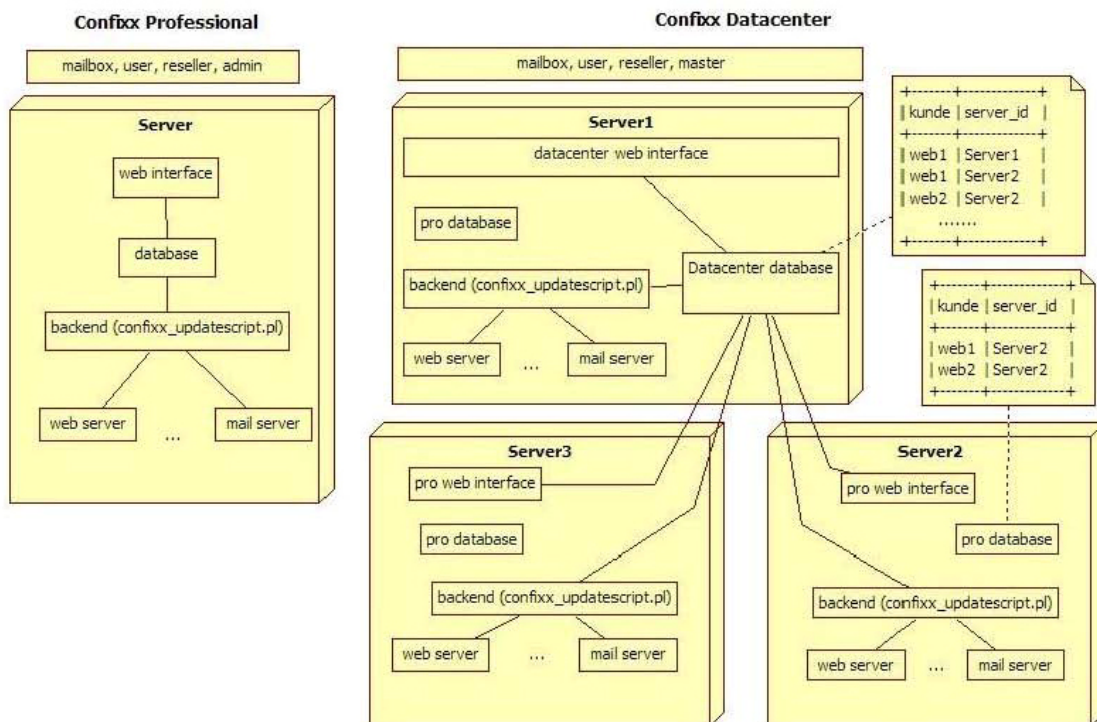 Confixx Professional
mailbox, user, reseller, admin
Server
web interface
database
backend (confixx_updatescript.pl)
web server
...
mail server
Confixx Datacenter
mailbox, user, reseller, master
Server1
datacenter web interface
pro database
Datacenter database
backend (confixx_updatescript.pl)
web server
...
mail server
+------+------------+
| kunde | server_id |
+------+------------+
| web1 | Server1 |
| web1 | Server2 |
| web2 | Server2 |
.......
+------+------------+
+------+------------+
| kunde | server_id |
+------+------------+
| web1 | Server2 |
| web2 | Server2 |
+------+------------+
Server3
pro web interface
pro database
backend (confixx_updatescript.pl)
web server
...
mail server
Server2
pro web interface
pro database
backend (confixx_updatescript.pl)
web server
...
mail server